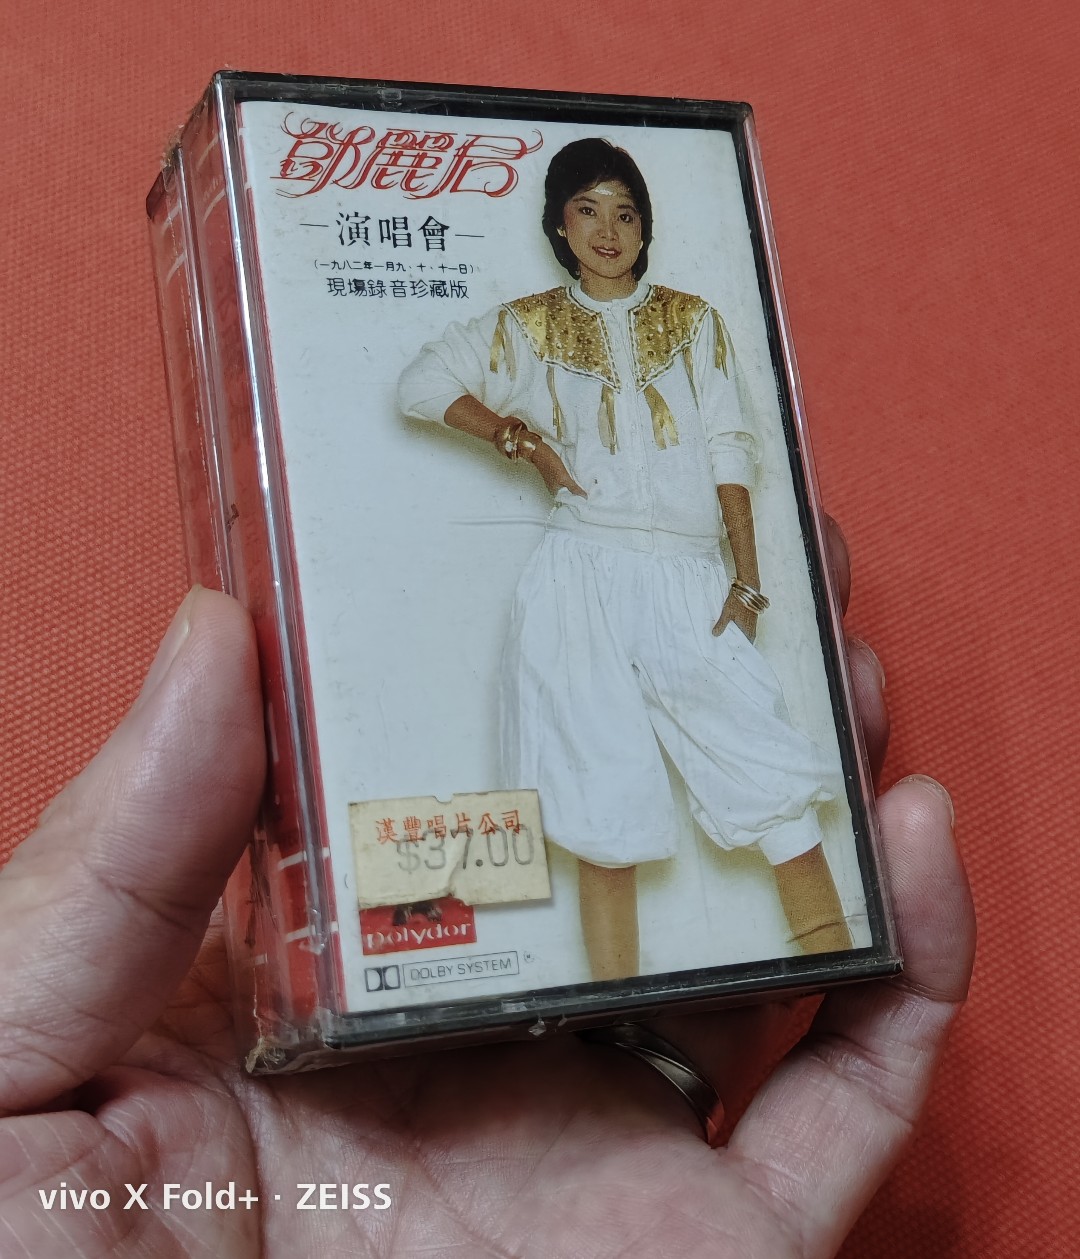 鄧麗君
—演唱會—
(一九八二年一月九·十·十一日)
現場錄音珍藏版
漢豐唱片公司
$37.00
polydor
DOLBY SYSTEM ®
vivo X Fold+ · ZEISS